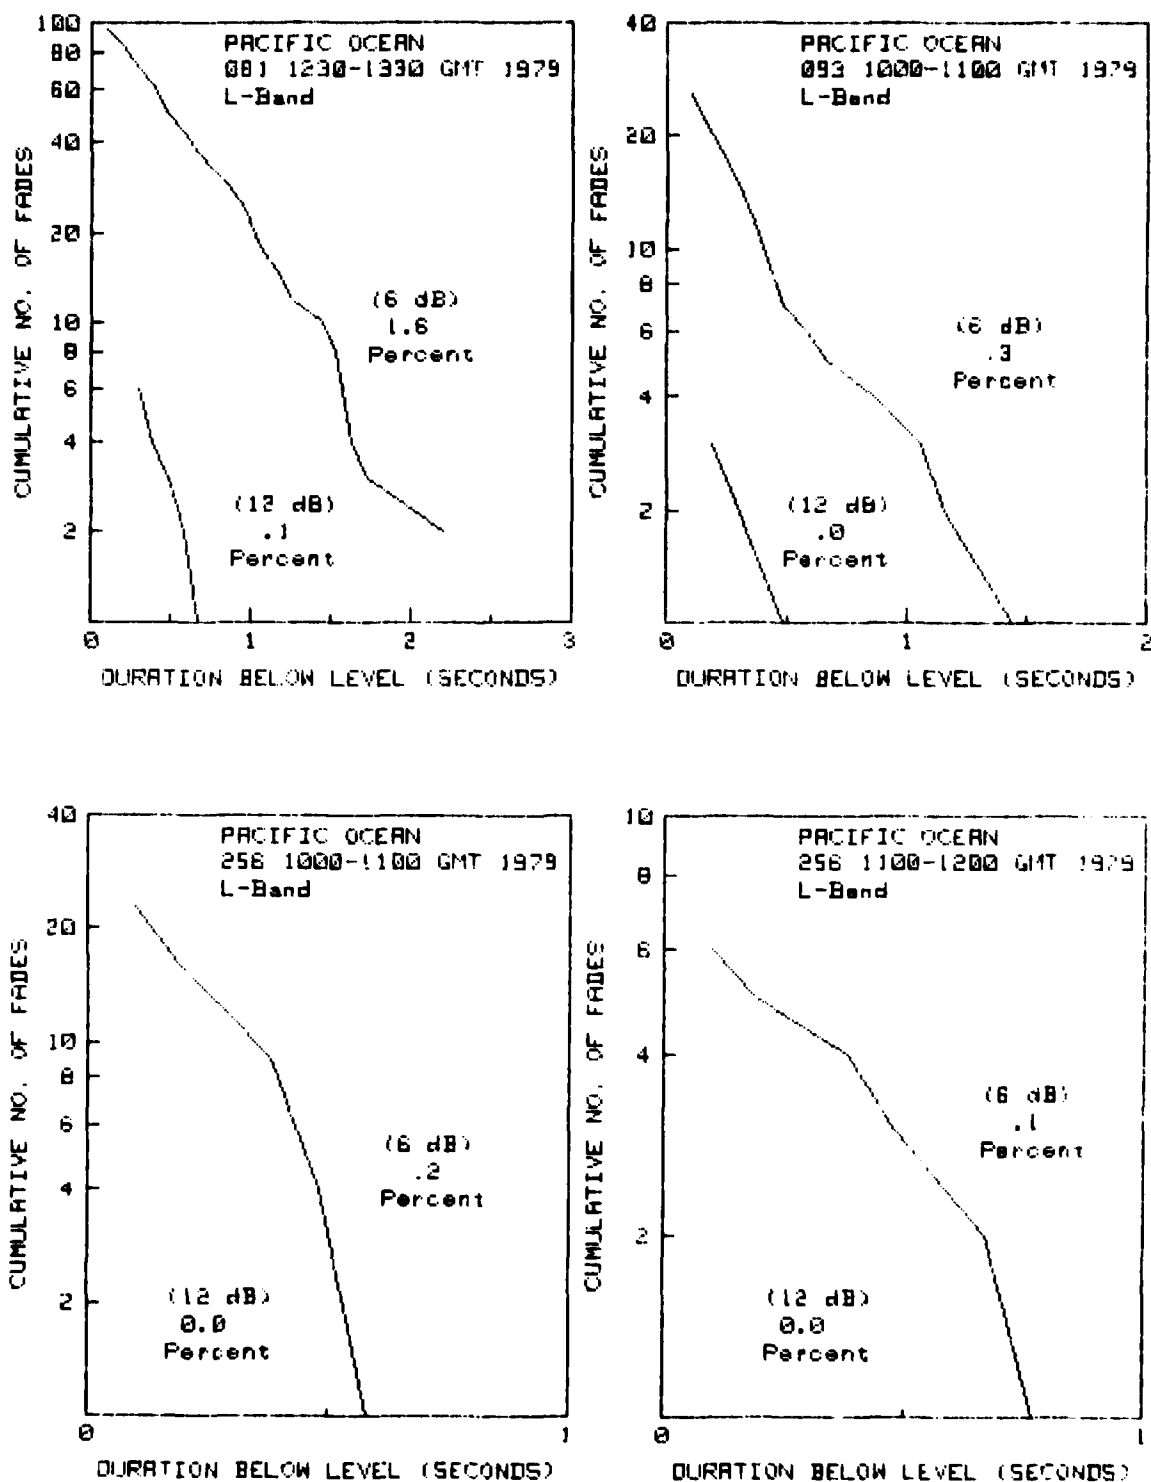 100
80
60
40
20
10
8
6
4
2
CUMULATIVE NO. OF FADES
PACIFIC OCEAN
081 1230-1330 GMT 1979
L-Band
(6 dB)
1.6
Percent
(12 dB)
.1
Percent
0 1 2 3
DURATION BELOW LEVEL (SECONDS)
40
20
10
8
6
4
2
CUMULATIVE NO. OF FADES
PACIFIC OCEAN
093 1000-1100 GMT 1979
L-Band
(6 dB)
.3
Percent
(12 dB)
.0
Percent
0 1 2
DURATION BELOW LEVEL (SECONDS)
40
20
10
8
6
4
2
CUMULATIVE NO. OF FADES
PACIFIC OCEAN
256 1000-1100 GMT 1979
L-Band
(6 dB)
.2
Percent
(12 dB)
0.0
Percent
0 1
DURATION BELOW LEVEL (SECONDS)
10
8
6
4
2
CUMULATIVE NO. OF FADES
PACIFIC OCEAN
256 1100-1200 GMT 1979
L-Band
(6 dB)
.1
Percent
(12 dB)
0.0
Percent
0 1
DURATION BELOW LEVEL (SECONDS)